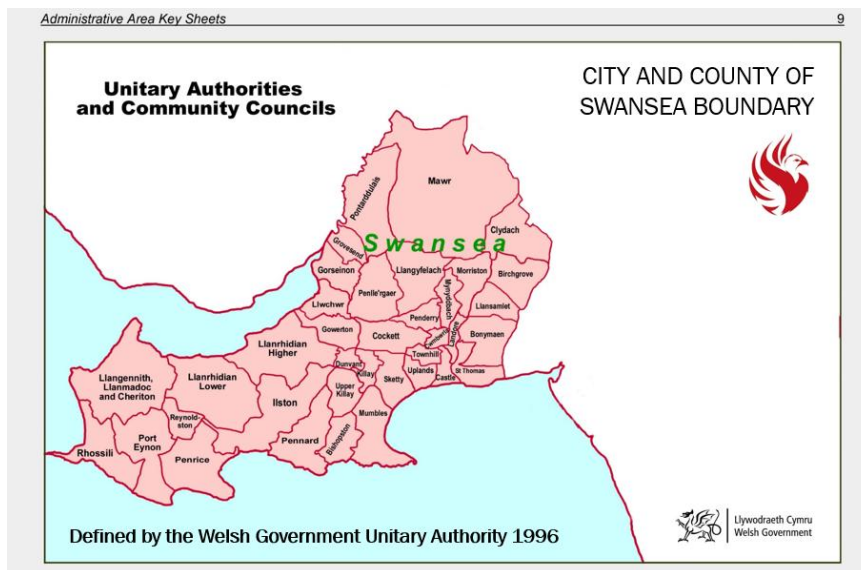 Administrative Area Key Sheets
9
Unitary Authorities
and Community Councils
CITY AND COUNTY OF
SWANSEA BOUNDARY
Mawr
Pontarddulais
Clydach
Swansea
Grovesend
Gorseinon
Llangyfelach
Morriston
Birchgrove
Penlle'rgaer
Mynyddbach
Llwchwr
Llansamlet
Penderry
Gowerton
Cockett
Cwmbwrla
Landore
Bonymaen
Llanrhidian
Higher
Townhill
Dunvant
Killay
Uplands
Castle
St Thomas
Sketty
Llangennith,
Llanmadoc
and Cheriton
Llanrhidian
Lower
Upper
Killay
Ilston
Mumbles
Reynold-
ston
Port
Eynon
Pennard
Bishopston
Rhossili
Penrice
Defined by the Welsh Government Unitary Authority 1996
Llywodraeth Cymru
Welsh Government